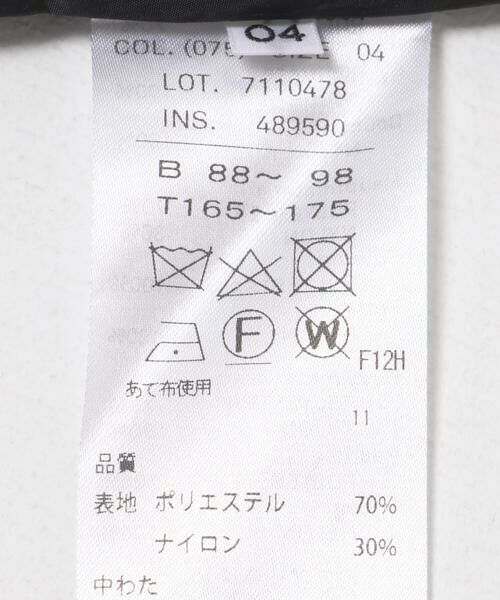 04
COL. (075) SIZE 04
LOT. 7110478
INS. 489590
B 88～ 98
T165～175
F W
F12H
あて布使用
11
品質
表地 ポリエステル 70%
ナイロン 30%
中わた